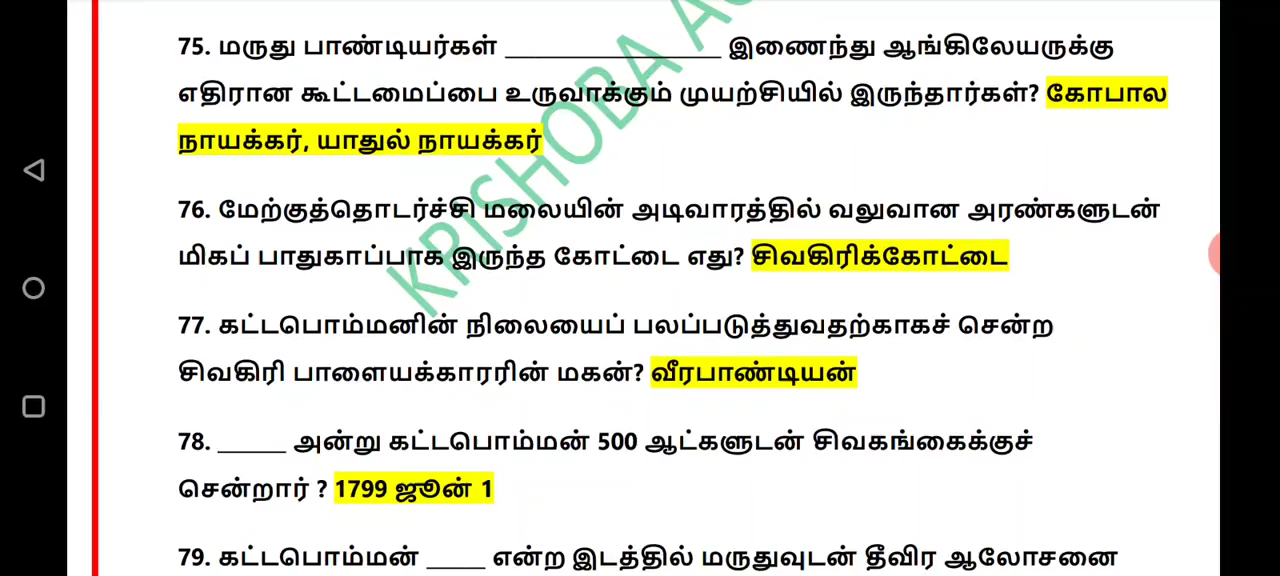 75. மருது பாண்டியர்கள் __________________ இணைந்து ஆங்கிலேயருக்கு
எதிரான கூட்டமைப்பை உருவாக்கும் முயற்சியில் இருந்தார்கள்? கோபால
நாயக்கர், யாதுல் நாயக்கர்
76. மேற்குத்தொடர்ச்சி மலையின் அடிவாரத்தில் வலுவான அரண்களுடன்
மிகப் பாதுகாப்பாக இருந்த கோட்டை எது? சிவகிரிக்கோட்டை
77. கட்டபொம்மனின் நிலையைப் பலப்படுத்துவதற்காகச் சென்ற
சிவகிரி பாளையக்காரரின் மகன்? வீரபாண்டியன்
78. ______ அன்று கட்டபொம்மன் 500 ஆட்களுடன் சிவகங்கைக்குச்
சென்றார் ? 1799 ஜூன் 1
79. கட்டபொம்மன் _____ என்ற இடத்தில் மருதுவுடன் தீவிர ஆலோசனை
KRISHOBA